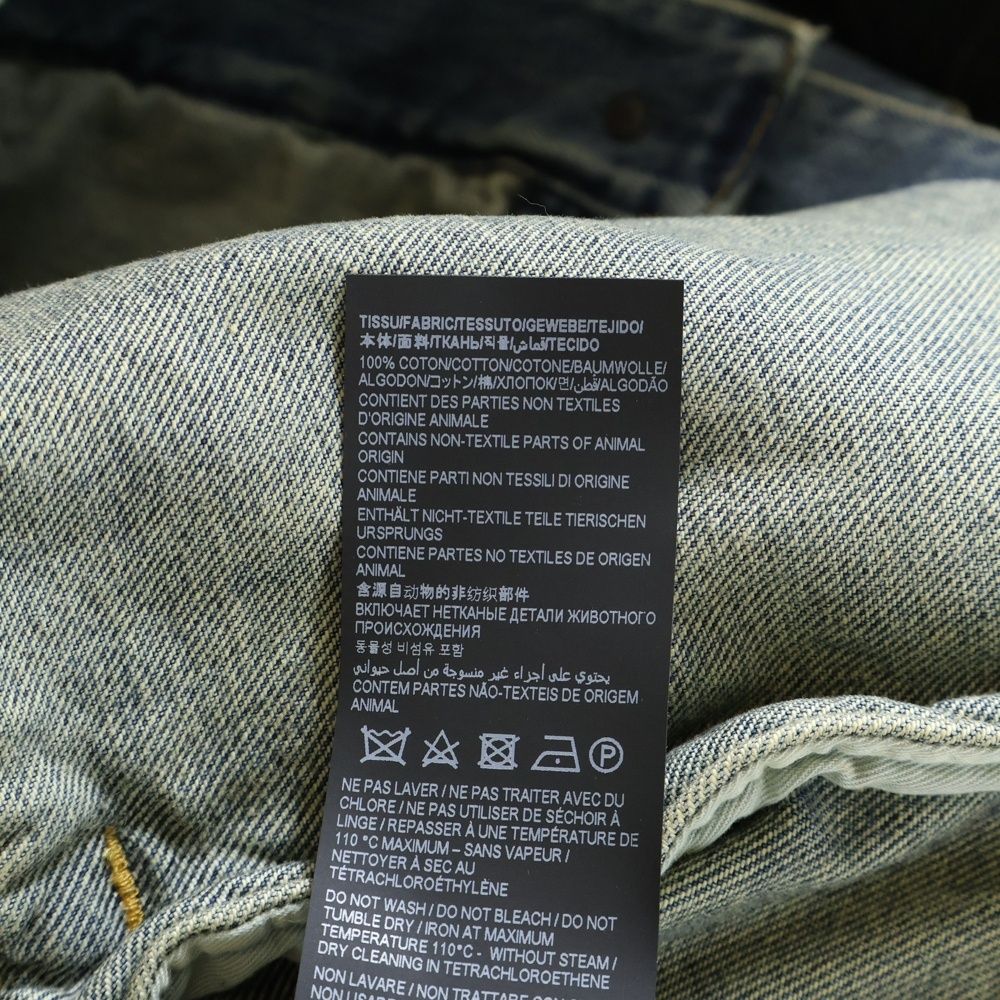 TISSU/FABRIC/TESSUTO/GEWEBE/TEJIDO/
本体/面料/ТКАНЬ/직물/قماش/TECIDO
100% COTON/COTTON/COTONE/BAUMWOLLE/
ALGODON/コットン/棉/ХЛОПОК/면/قطن/ALGODÃO
CONTIENT DES PARTIES NON TEXTILES
D'ORIGINE ANIMALE
CONTAINS NON-TEXTILE PARTS OF ANIMAL
ORIGIN
CONTIENE PARTI NON TESSILI DI ORIGINE
ANIMALE
ENTHÄLT NICHT-TEXTILE TEILE TIERISCHEN
URSPRUNGS
CONTIENE PARTES NO TEXTILES DE ORIGEN
ANIMAL
含源自动物的非纺织部件
ВКЛЮЧАЕТ НЕТКАНЫЕ ДЕТАЛИ ЖИВОТНОГО
ПРОИСХОЖДЕНИЯ
동물성 비섬유 포함
يحتوي على أجزاء غير منسوجة من أصل حيواني
CONTEM PARTES NÃO-TEXTEIS DE ORIGEM
ANIMAL
P
NE PAS LAVER / NE PAS TRAITER AVEC DU
CHLORE / NE PAS UTILISER DE SÉCHOIR À
LINGE / REPASSER À UNE TEMPÉRATURE DE
110 °C MAXIMUM – SANS VAPEUR /
NETTOYER À SEC AU
TÉTRACHLOROÉTHYLÈNE
DO NOT WASH / DO NOT BLEACH / DO NOT
TUMBLE DRY / IRON AT MAXIMUM
TEMPERATURE 110°C - WITHOUT STEAM /
DRY CLEANING IN TETRACHLOROETHENE
NON LAVARE / NON TRATTARE CON